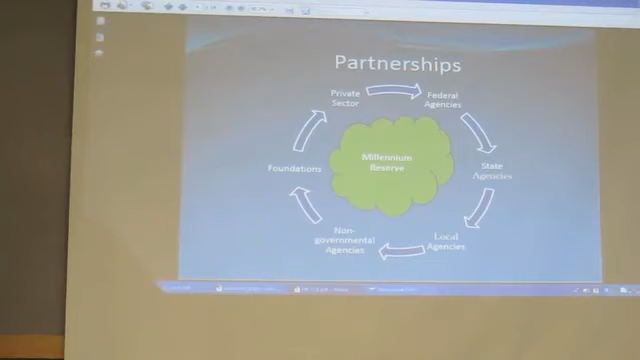 Partnerships
Private
Sector
Federal
Agencies
Foundations
Millennium
Reserve
State
Agencies
Non-
governmental
Agencies
Local
Agencies